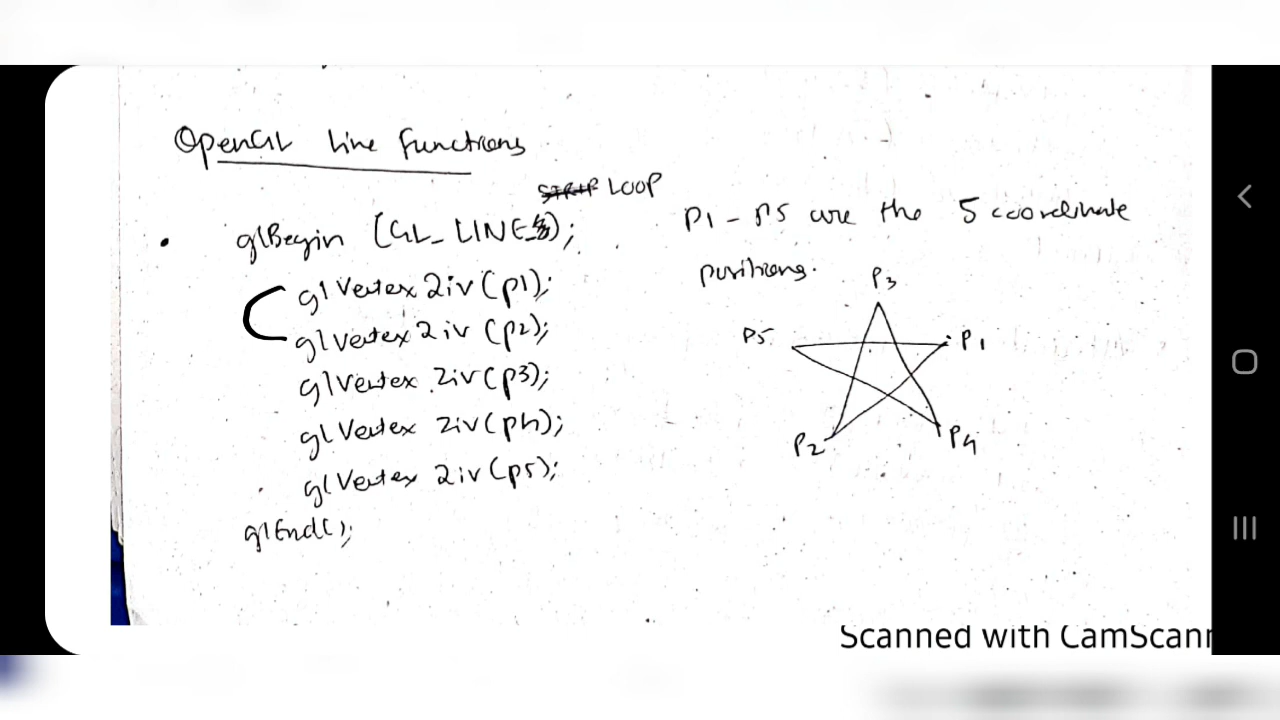 OpenGL Line Functions
STRIP LOOP
glBegin (GL_LINES);
glVertex2iv(p1);
glVertex2iv(p2);
glVertex2iv(p3);
glVertex2iv(p4);
glVertex2iv(p5);
glEnd();
P1 - P5 are the 5 coordinate
positions.
P3
P5
P1
P2
P4
Scanned with CamScann